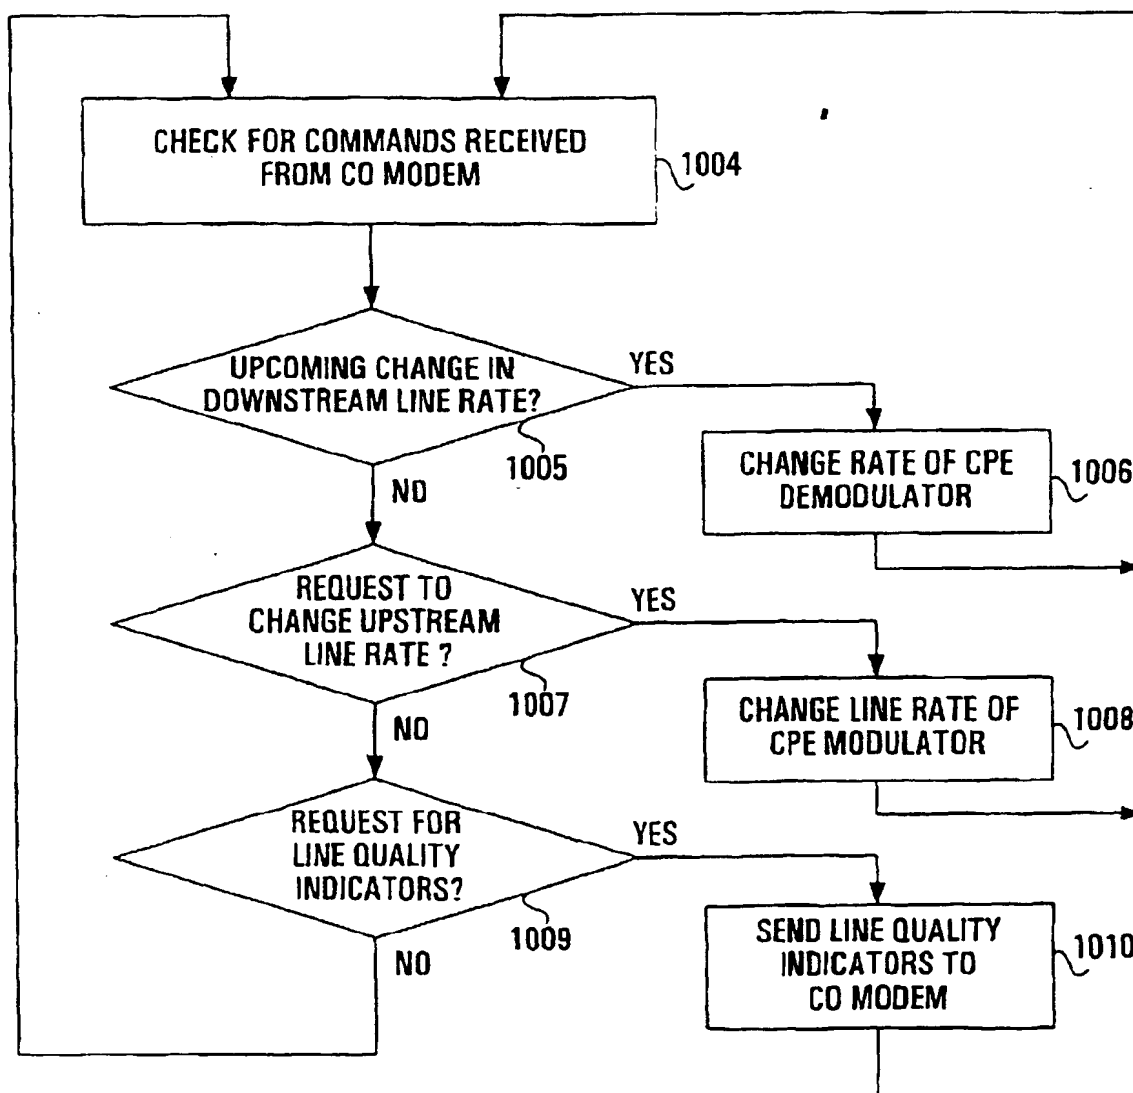 CHECK FOR COMMANDS RECEIVED
FROM CO MODEM
1004
UPCOMING CHANGE IN
DOWNSTREAM LINE RATE?
YES
1005
NO
CHANGE RATE OF CPE
DEMODULATOR
1006
REQUEST TO
CHANGE UPSTREAM
LINE RATE ?
YES
1007
NO
CHANGE LINE RATE OF
CPE MODULATOR
1008
REQUEST FOR
LINE QUALITY
INDICATORS?
YES
1009
NO
SEND LINE QUALITY
INDICATORS TO
CO MODEM
1010